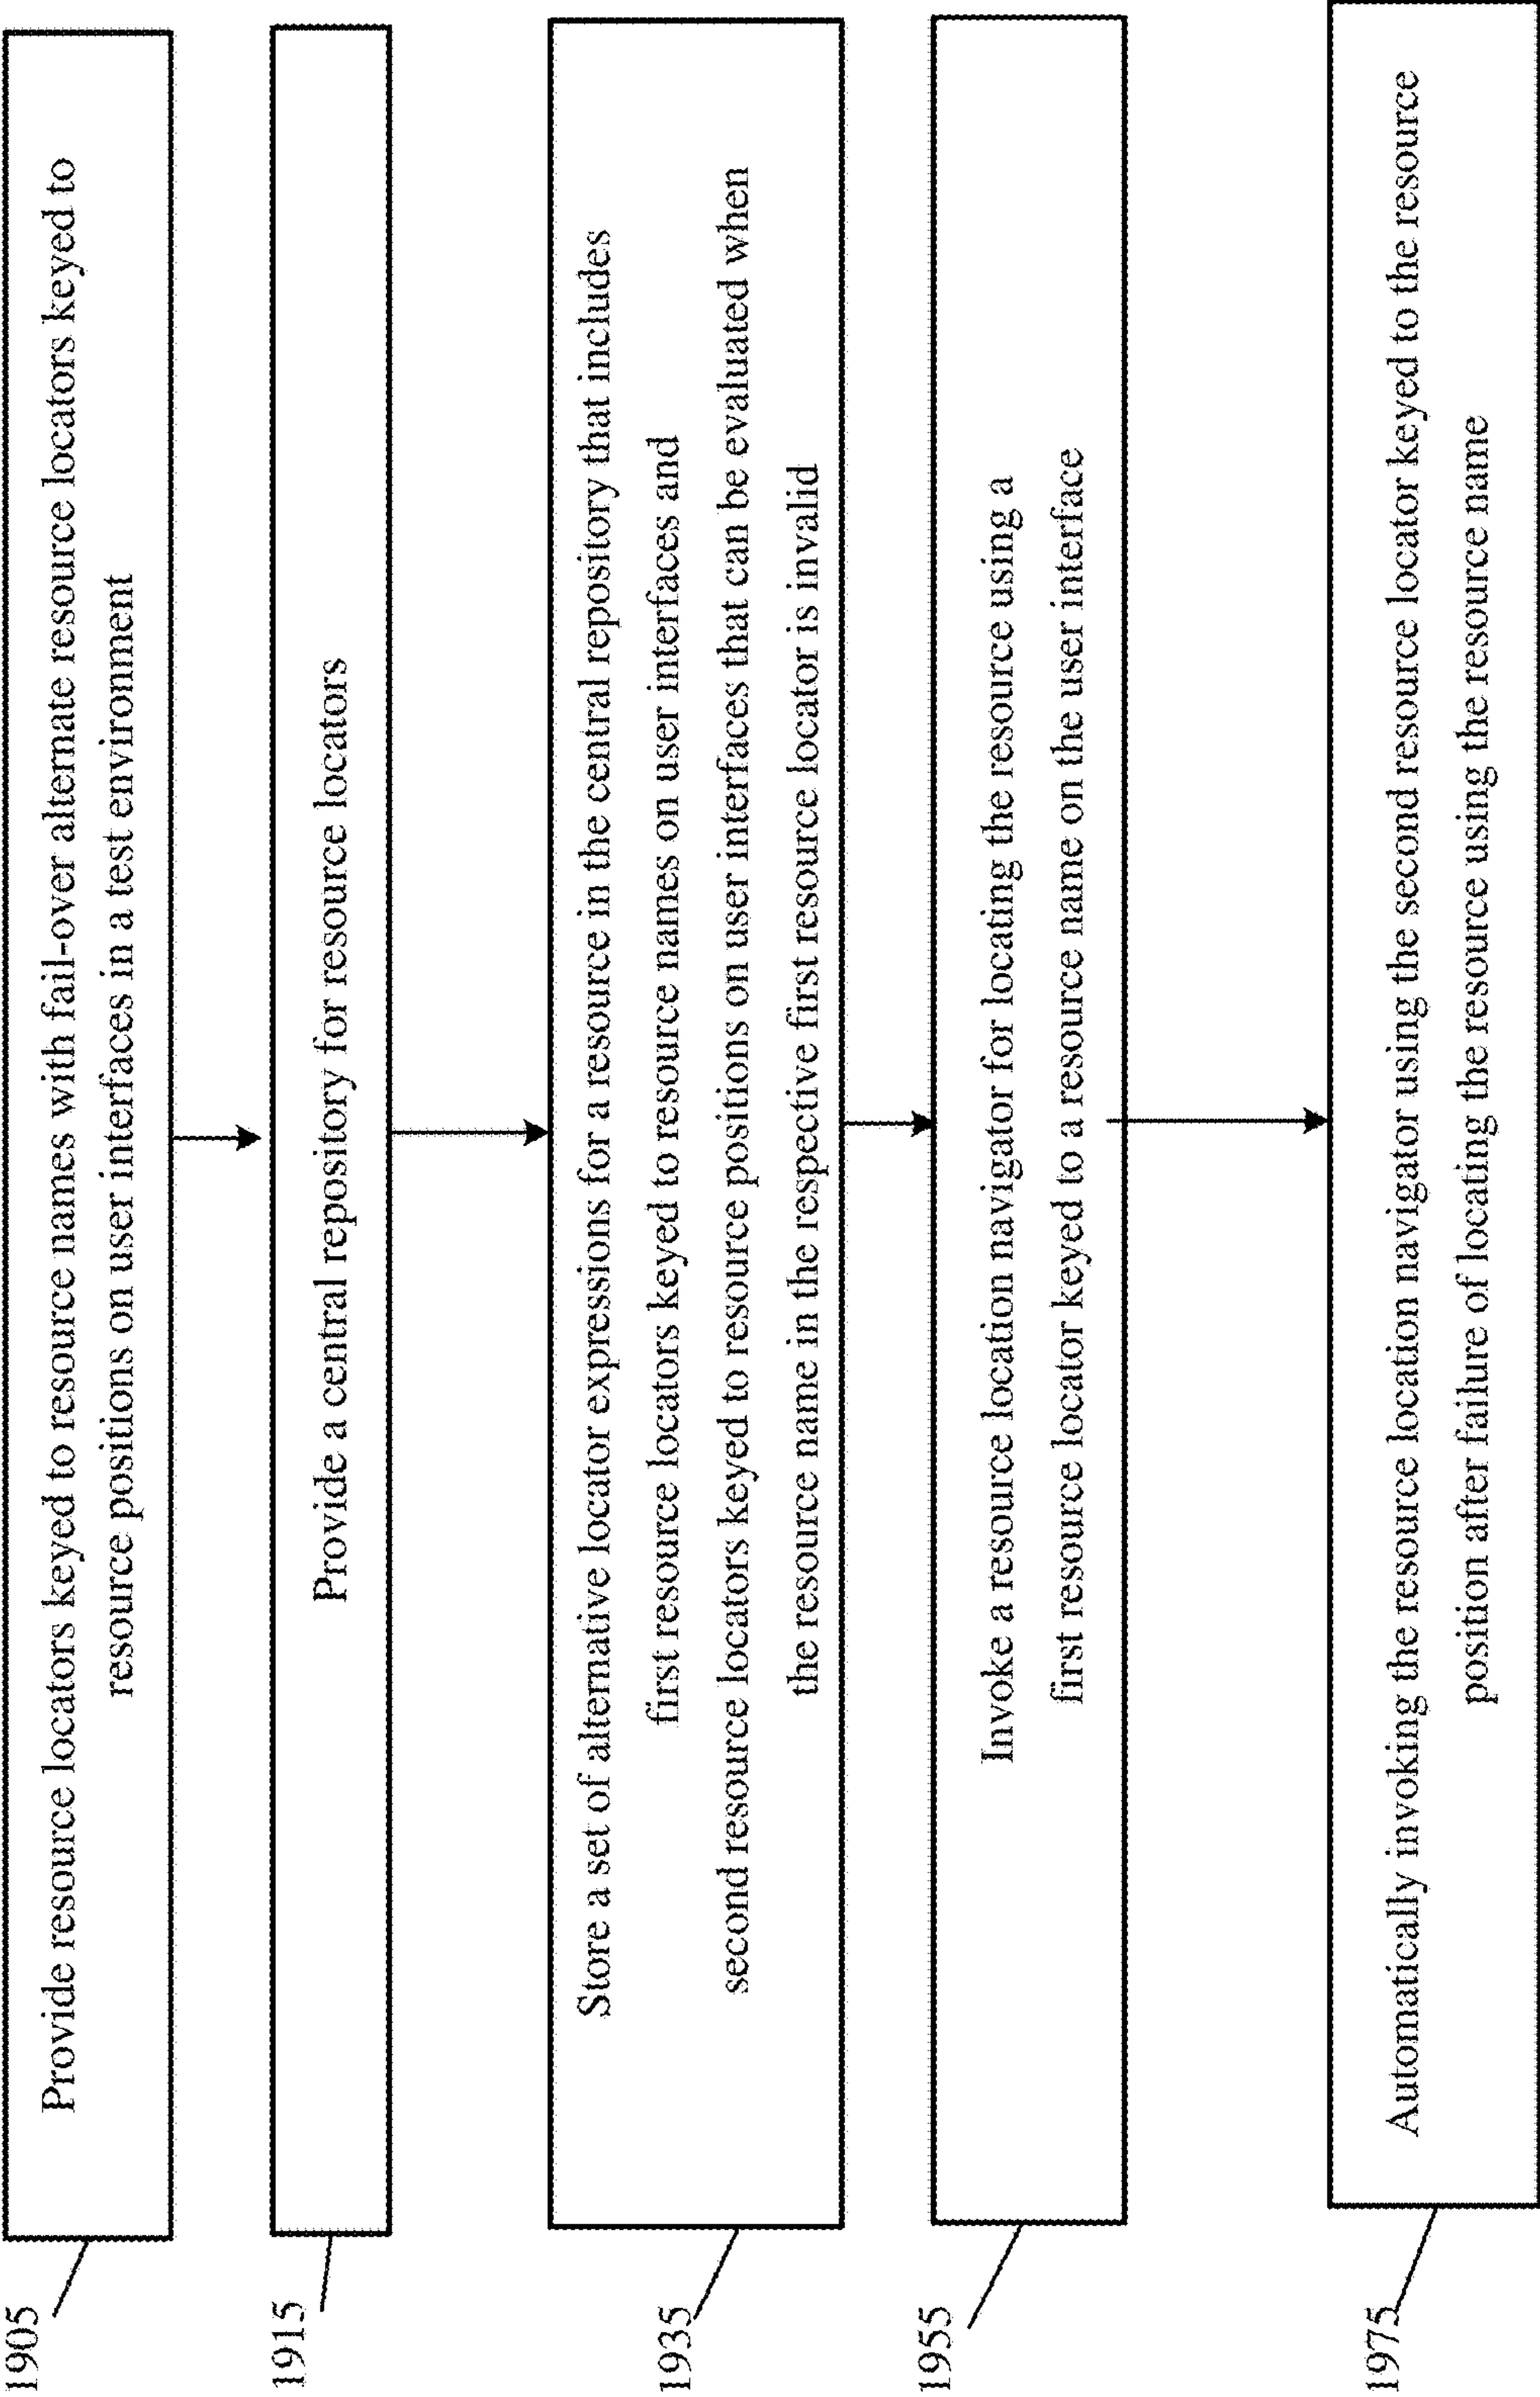 1905
Provide resource locators keyed to resource names with fail-over alternate resource locators keyed to
resource positions on user interfaces in a test environment
1915
Provide a central repository for resource locators
1935
Store a set of alternative locator expressions for a resource in the central repository that includes
first resource locators keyed to resource names on user interfaces and
second resource locators keyed to resource positions on user interfaces that can be evaluated when
the resource name in the respective first resource locator is invalid
1955
Invoke a resource location navigator for locating the resource using a
first resource locator keyed to a resource name on the user interface
1975
Automatically invoking the resource location navigator using the second resource locator keyed to the resource
position after failure of locating the resource using the resource name